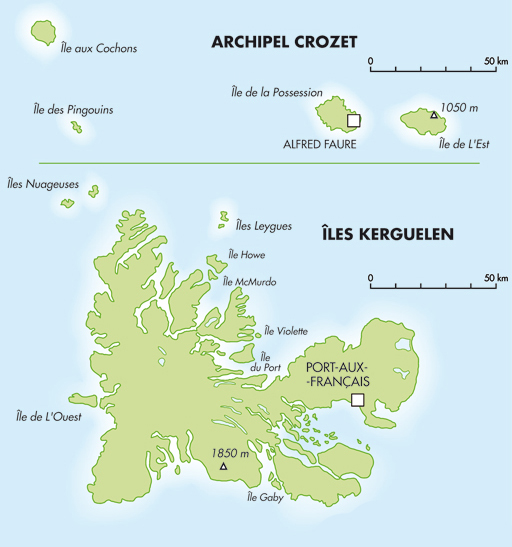 ARCHIPEL CROZET
Île aux Cochons
0 50 km
Île de la Possession
Île des Pingouins
1050 m
ALFRED FAURE
Île de L'Est
Îles Nuageuses
Îles Leygues
ÎLES KERGUELEN
Île Howe
Île McMurdo
0 50 km
Île Violette
Île
du Port
PORT-AUX-
-FRANÇAIS
Île de L'Ouest
1850 m
Île Gaby